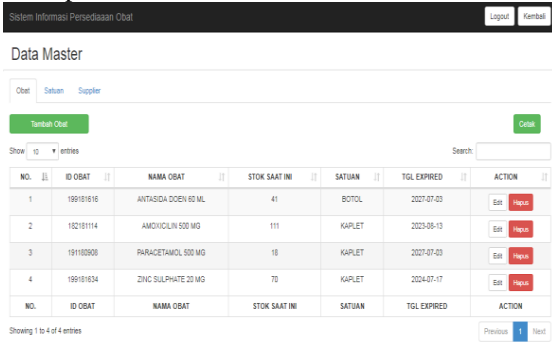 Sistem Informasi Persediaaan Obat Logout Kembali
Data Master
Obat Satuan Supplier
Tambah Obat Cetak
Show 10 entries Search:
NO. ID OBAT NAMA OBAT STOK SAAT INI SATUAN TGL EXPIRED ACTION
1 199181616 ANTASIDA DOEN 60 ML 41 BOTOL 2027-07-03 Edit Hapus
2 182181114 AMOXICILIN 500 MG 111 KAPLET 2023-08-13 Edit Hapus
3 191180908 PARACETAMOL 500 MG 18 KAPLET 2027-07-03 Edit Hapus
4 199181634 ZINC SULPHATE 20 MG 70 KAPLET 2024-07-17 Edit Hapus
NO. ID OBAT NAMA OBAT STOK SAAT INI SATUAN TGL EXPIRED ACTION
Showing 1 to 4 of 4 entries Previous 1 Next